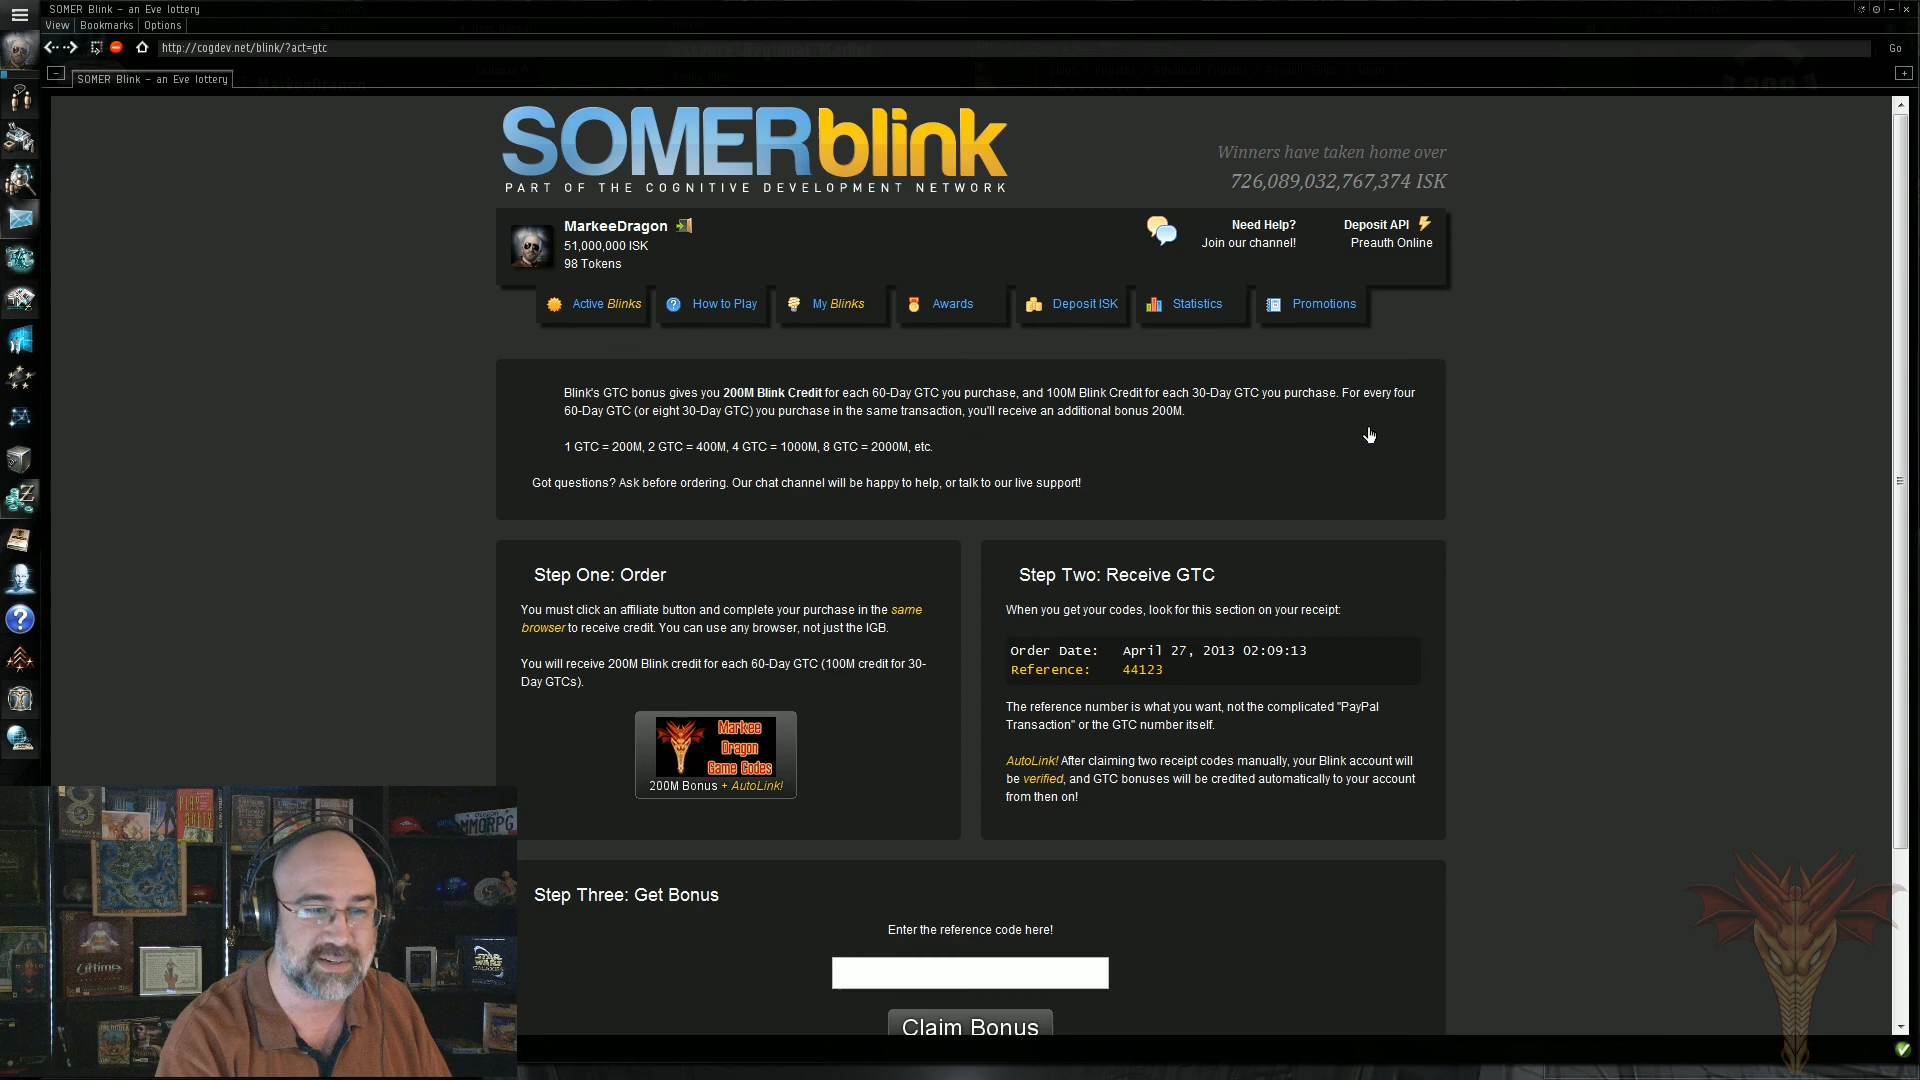 SOMER Blink - an Eve lottery
View Bookmarks Options
http://cogdev.net/blink/?act=gtc
Go
SOMER Blink - an Eve lottery
SOMERblink
PART OF THE COGNITIVE DEVELOPMENT NETWORK
Winners have taken home over
726,089,032,767,374 ISK
MarkeeDragon
51,000,000 ISK
98 Tokens
Need Help?
Join our channel!
Deposit API
Preauth Online
Active Blinks
How to Play
My Blinks
Awards
Deposit ISK
Statistics
Promotions
Blink's GTC bonus gives you 200M Blink Credit for each 60-Day GTC you purchase, and 100M Blink Credit for each 30-Day GTC you purchase. For every four
60-Day GTC (or eight 30-Day GTC) you purchase in the same transaction, you'll receive an additional bonus 200M.
1 GTC = 200M, 2 GTC = 400M, 4 GTC = 1000M, 8 GTC = 2000M, etc.
Got questions? Ask before ordering. Our chat channel will be happy to help, or talk to our live support!
Step One: Order
You must click an affiliate button and complete your purchase in the same
browser to receive credit. You can use any browser, not just the IGB.
You will receive 200M Blink credit for each 60-Day GTC (100M credit for 30-
Day GTCs).
Markee
Dragon
Game Codes
200M Bonus + AutoLink!
Step Two: Receive GTC
When you get your codes, look for this section on your receipt:
Order Date: April 27, 2013 02:09:13
Reference: 44123
The reference number is what you want, not the complicated "PayPal
Transaction" or the GTC number itself.
AutoLink! After claiming two receipt codes manually, your Blink account will
be verified, and GTC bonuses will be credited automatically to your account
from then on!
Step Three: Get Bonus
Enter the reference code here!
Claim Bonus
MMORPG
Ultima
STAR WARS
GALAXIES